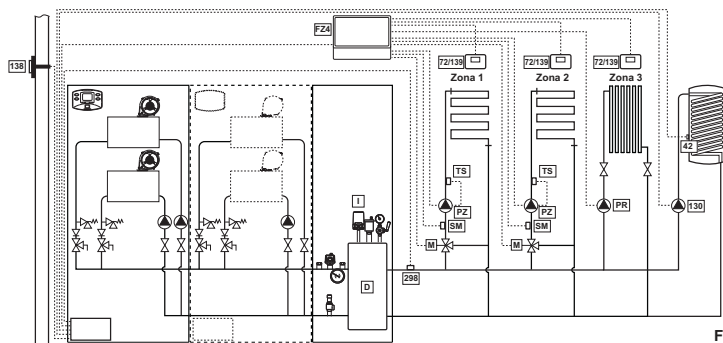 FZ4
138
72/139
72/139
72/139
Zona 1
Zona 2
Zona 3
42
TS
TS
I
PZ
PZ
PR
130
SM
SM
M
M
298
D
F